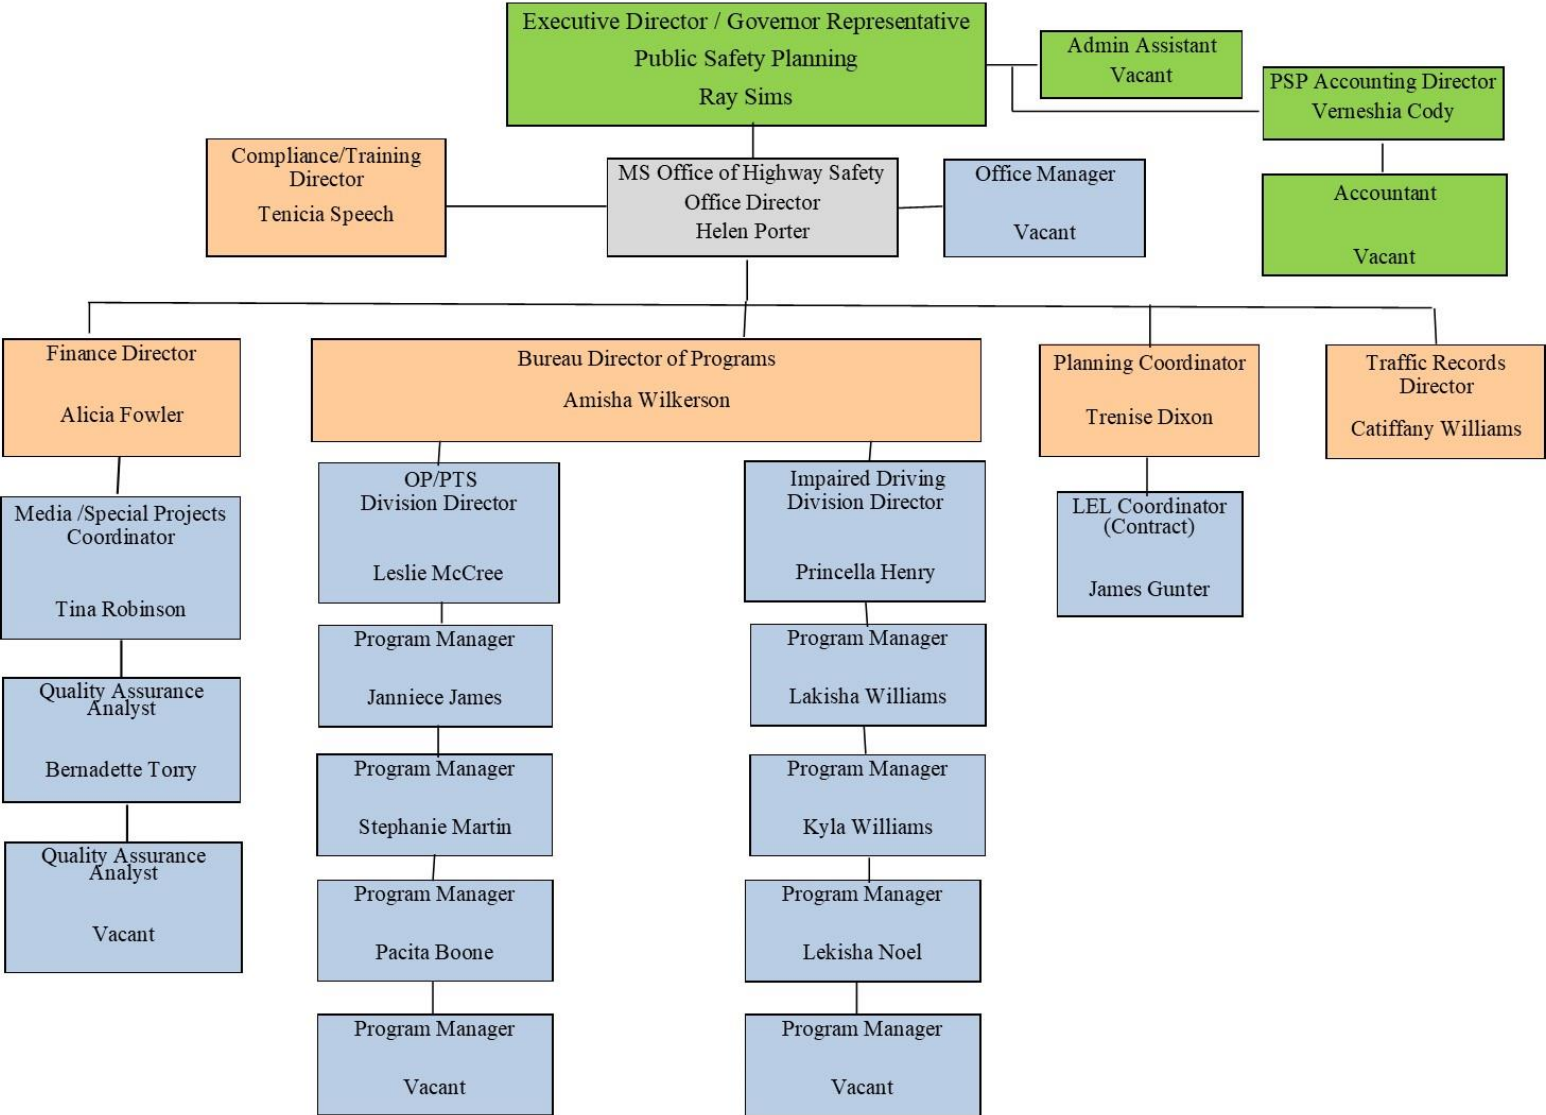 Executive Director / Governor Representative
Public Safety Planning
Ray Sims
Admin Assistant
Vacant
PSP Accounting Director
Verneshia Cody
Accountant
Vacant
Compliance/Training
Director
Tenicia Speech
MS Office of Highway Safety
Office Director
Helen Porter
Office Manager
Vacant
Finance Director
Alicia Fowler
Bureau Director of Programs
Amisha Wilkerson
Planning Coordinator
Trenise Dixon
Traffic Records
Director
Catiffany Williams
Media /Special Projects
Coordinator
Tina Robinson
Quality Assurance
Analyst
Bernadette Torry
Quality Assurance
Analyst
Vacant
OP/PTS
Division Director
Leslie McCree
Program Manager
Janniece James
Program Manager
Stephanie Martin
Program Manager
Pacita Boone
Program Manager
Vacant
Impaired Driving
Division Director
Princella Henry
Program Manager
Lakisha Williams
Program Manager
Kyla Williams
Program Manager
Lekisha Noel
Program Manager
Vacant
LEL Coordinator
(Contract)
James Gunter